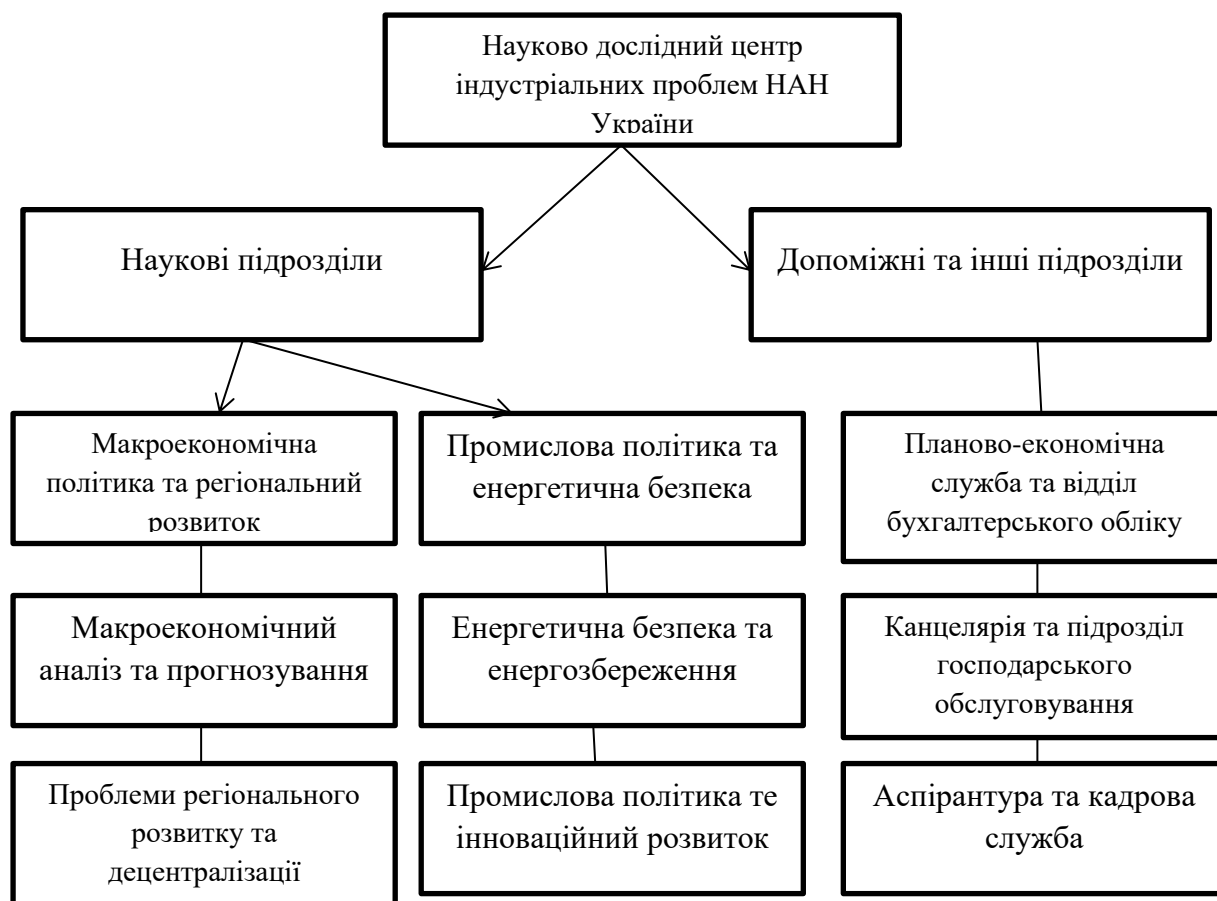 Науково дослідний центр
індустріальних проблем НАН
України
Наукові підрозділи
Допоміжні та інші підрозділи
Макроекономічна
політика та регіональний
розвиток
Промислова політика та
енергетична безпека
Планово-економічна
служба та відділ
бухгалтерського обліку
Макроекономічний
аналіз та прогнозування
Енергетична безпека та
енергозбереження
Канцелярія та підрозділ
господарського
обслуговування
Проблеми регіонального
розвитку та
децентралізації
Промислова політика те
інноваційний розвиток
Аспірантура та кадрова
служба